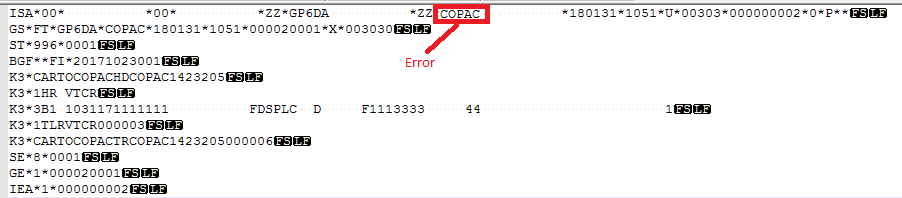 ISA*00*          *00*          *ZZ*GP6DA          *ZZ COPAC          *180131*1051*U*00303*000000002*0*P**FSLF
GS*FT*GP6DA*COPAC*180131*1051*000020001*X*003030FSLF
ST*996*0001FSLF
BGF**FI*20171023001FSLF
Error
K3*CARTOCOPACHDCOPAC1423205FSLF
K3*1HR VTCRFSLF
K3*3B1 1031171111111          FDSPLC  D     F1113333     44                       1FSLF
K3*1TLRVTCR000003FSLF
K3*CARTOCOPACTRCOPAC1423205000006FSLF
SE*8*0001FSLF
GE*1*000020001FSLF
IEA*1*000000002FSLF